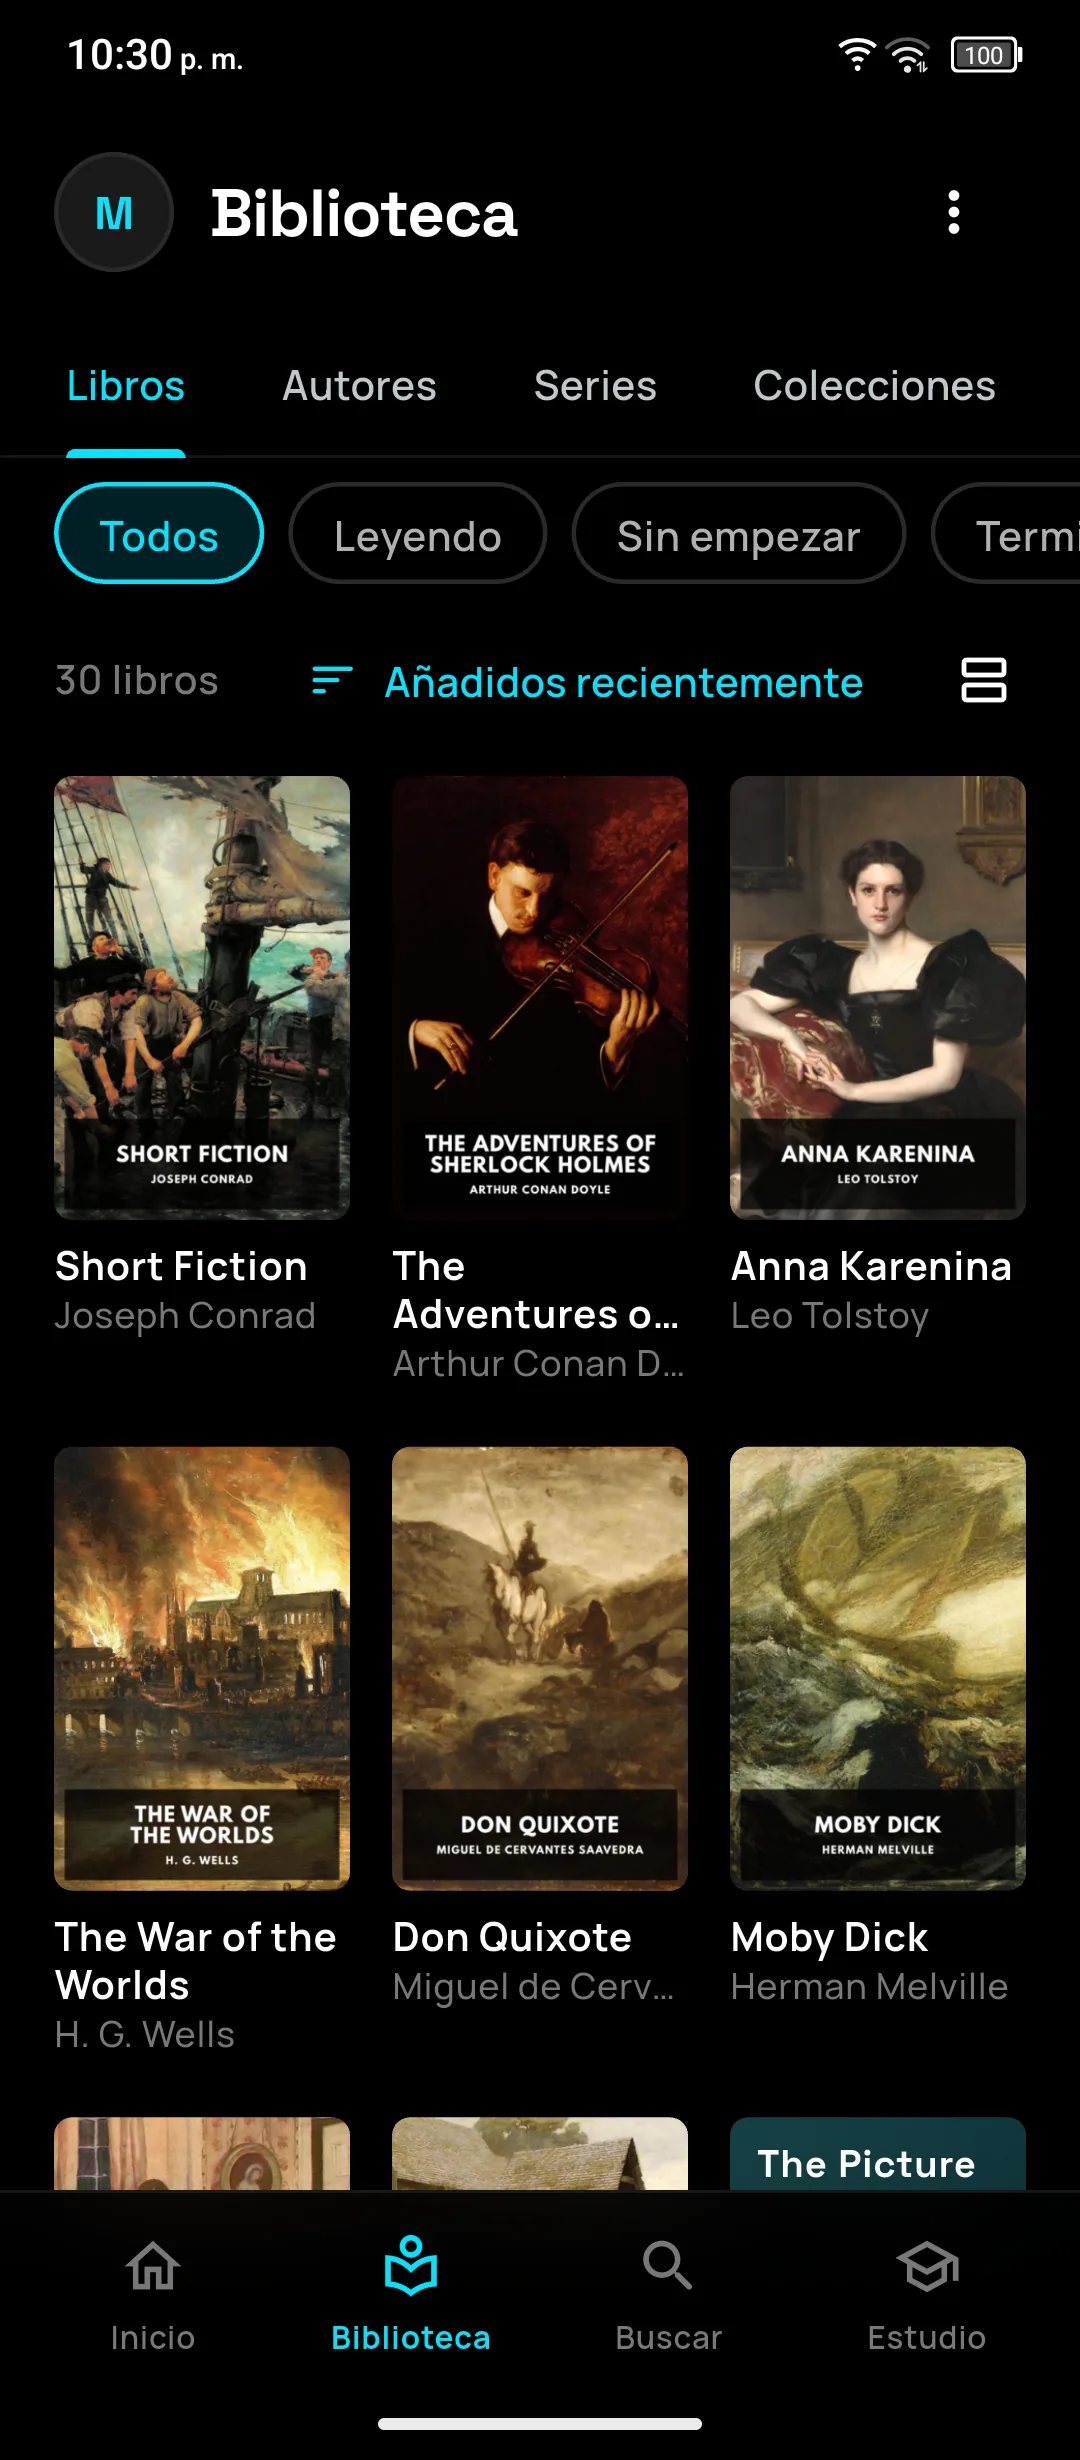 10:30 p. m.
100
M
Biblioteca
Libros
Autores
Series
Colecciones
Todos
Leyendo
Sin empezar
Termi
30 libros
Añadidos recientemente
SHORT FICTION
JOSEPH CONRAD
THE ADVENTURES OF
SHERLOCK HOLMES
ARTHUR CONAN DOYLE
ANNA KARENINA
LEO TOLSTOY
Short Fiction
Joseph Conrad
The
Adventures o...
Arthur Conan D...
Anna Karenina
Leo Tolstoy
THE WAR OF
THE WORLDS
H. G. WELLS
DON QUIXOTE
MIGUEL DE CERVANTES SAAVEDRA
MOBY DICK
HERMAN MELVILLE
The War of the
Worlds
H. G. Wells
Don Quixote
Miguel de Cerv...
Moby Dick
Herman Melville
The Picture
Inicio
Biblioteca
Buscar
Estudio